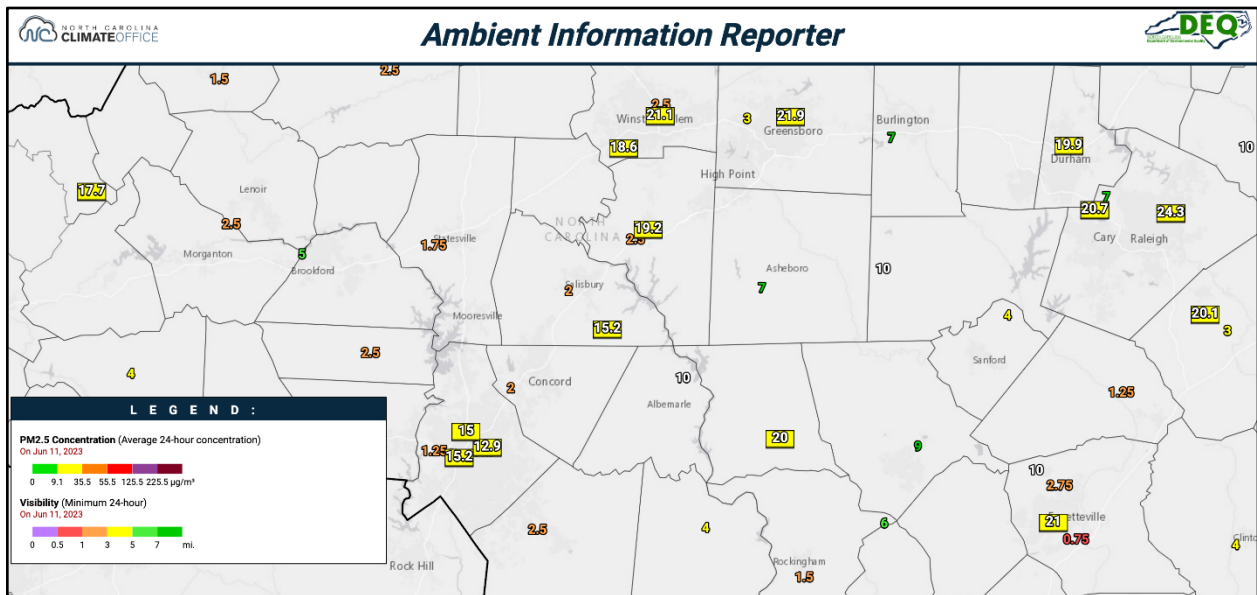 NORTH CAROLINA
CLIMATEOFFICE
Ambient Information Reporter
DEQ
1.5
2.5
2.5
21.1
3
21.9
Greensboro
Burlington
7
18.6
19.9
Durham
10
High Point
17.7
Lenoir
7
20.7
24.3
Cary
Raleigh
2.5
NORTH
CAROLINA
19.2
2.5
Statesville
1.75
Morganton
5
Brookford
Asheboro
10
7
2
Salisbury
Mooresville
15.2
4
20.1
3
Sanford
2.5
4
10
2
Concord
1.25
Albemarle
LEGEND:
PM2.5 Concentration (Average 24-hour concentration)
On Jun 11, 2023
0 9.1 35.5 55.5 125.5 225.5 µg/m³
Visibility (Minimum 24-hour)
On Jun 11, 2023
0 0.5 1 3 5 7 mi.
15
12.9
1.25
15.2
20
9
10
2.75
21
Fayetteville
0.75
2.5
4
6
4
Clinton
Rock Hill
Rockingham
1.5